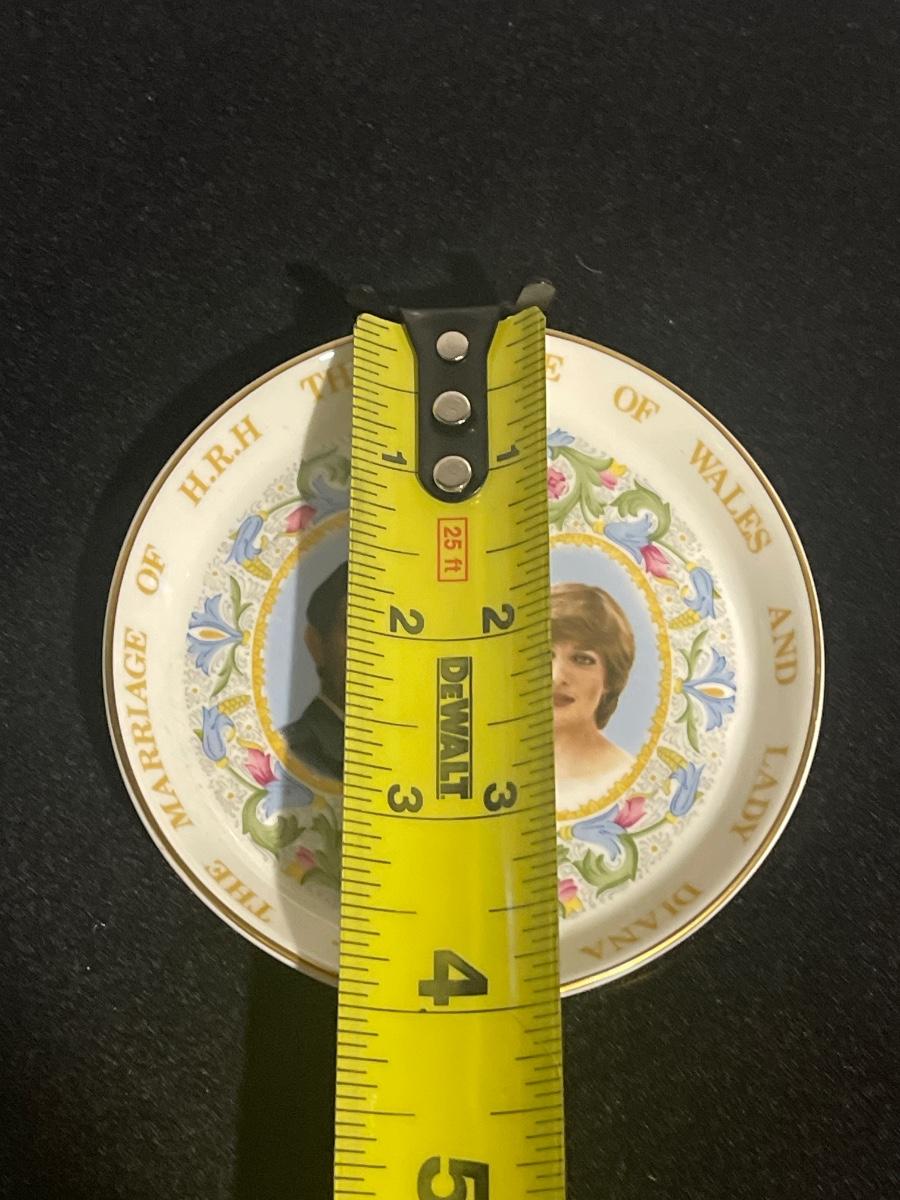 THE MARRIAGE OF H.R.H TH
E OF WALES AND LADY DIANA
1 1
25 ft
2 2
DEWALT
3 3
4
5